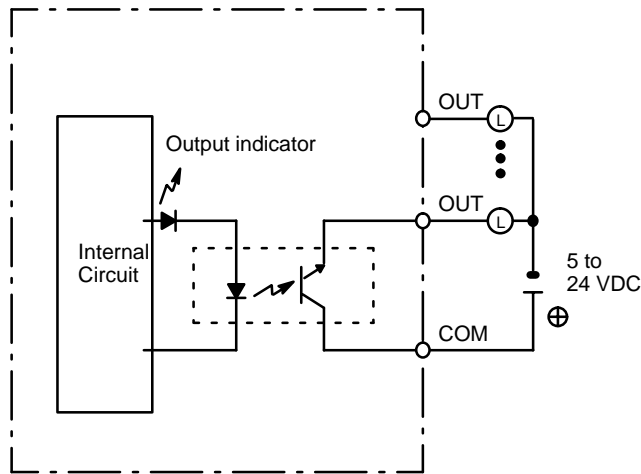 OUT
L
Output indicator
OUT
L
Internal
Circuit
5 to
24 VDC
COM